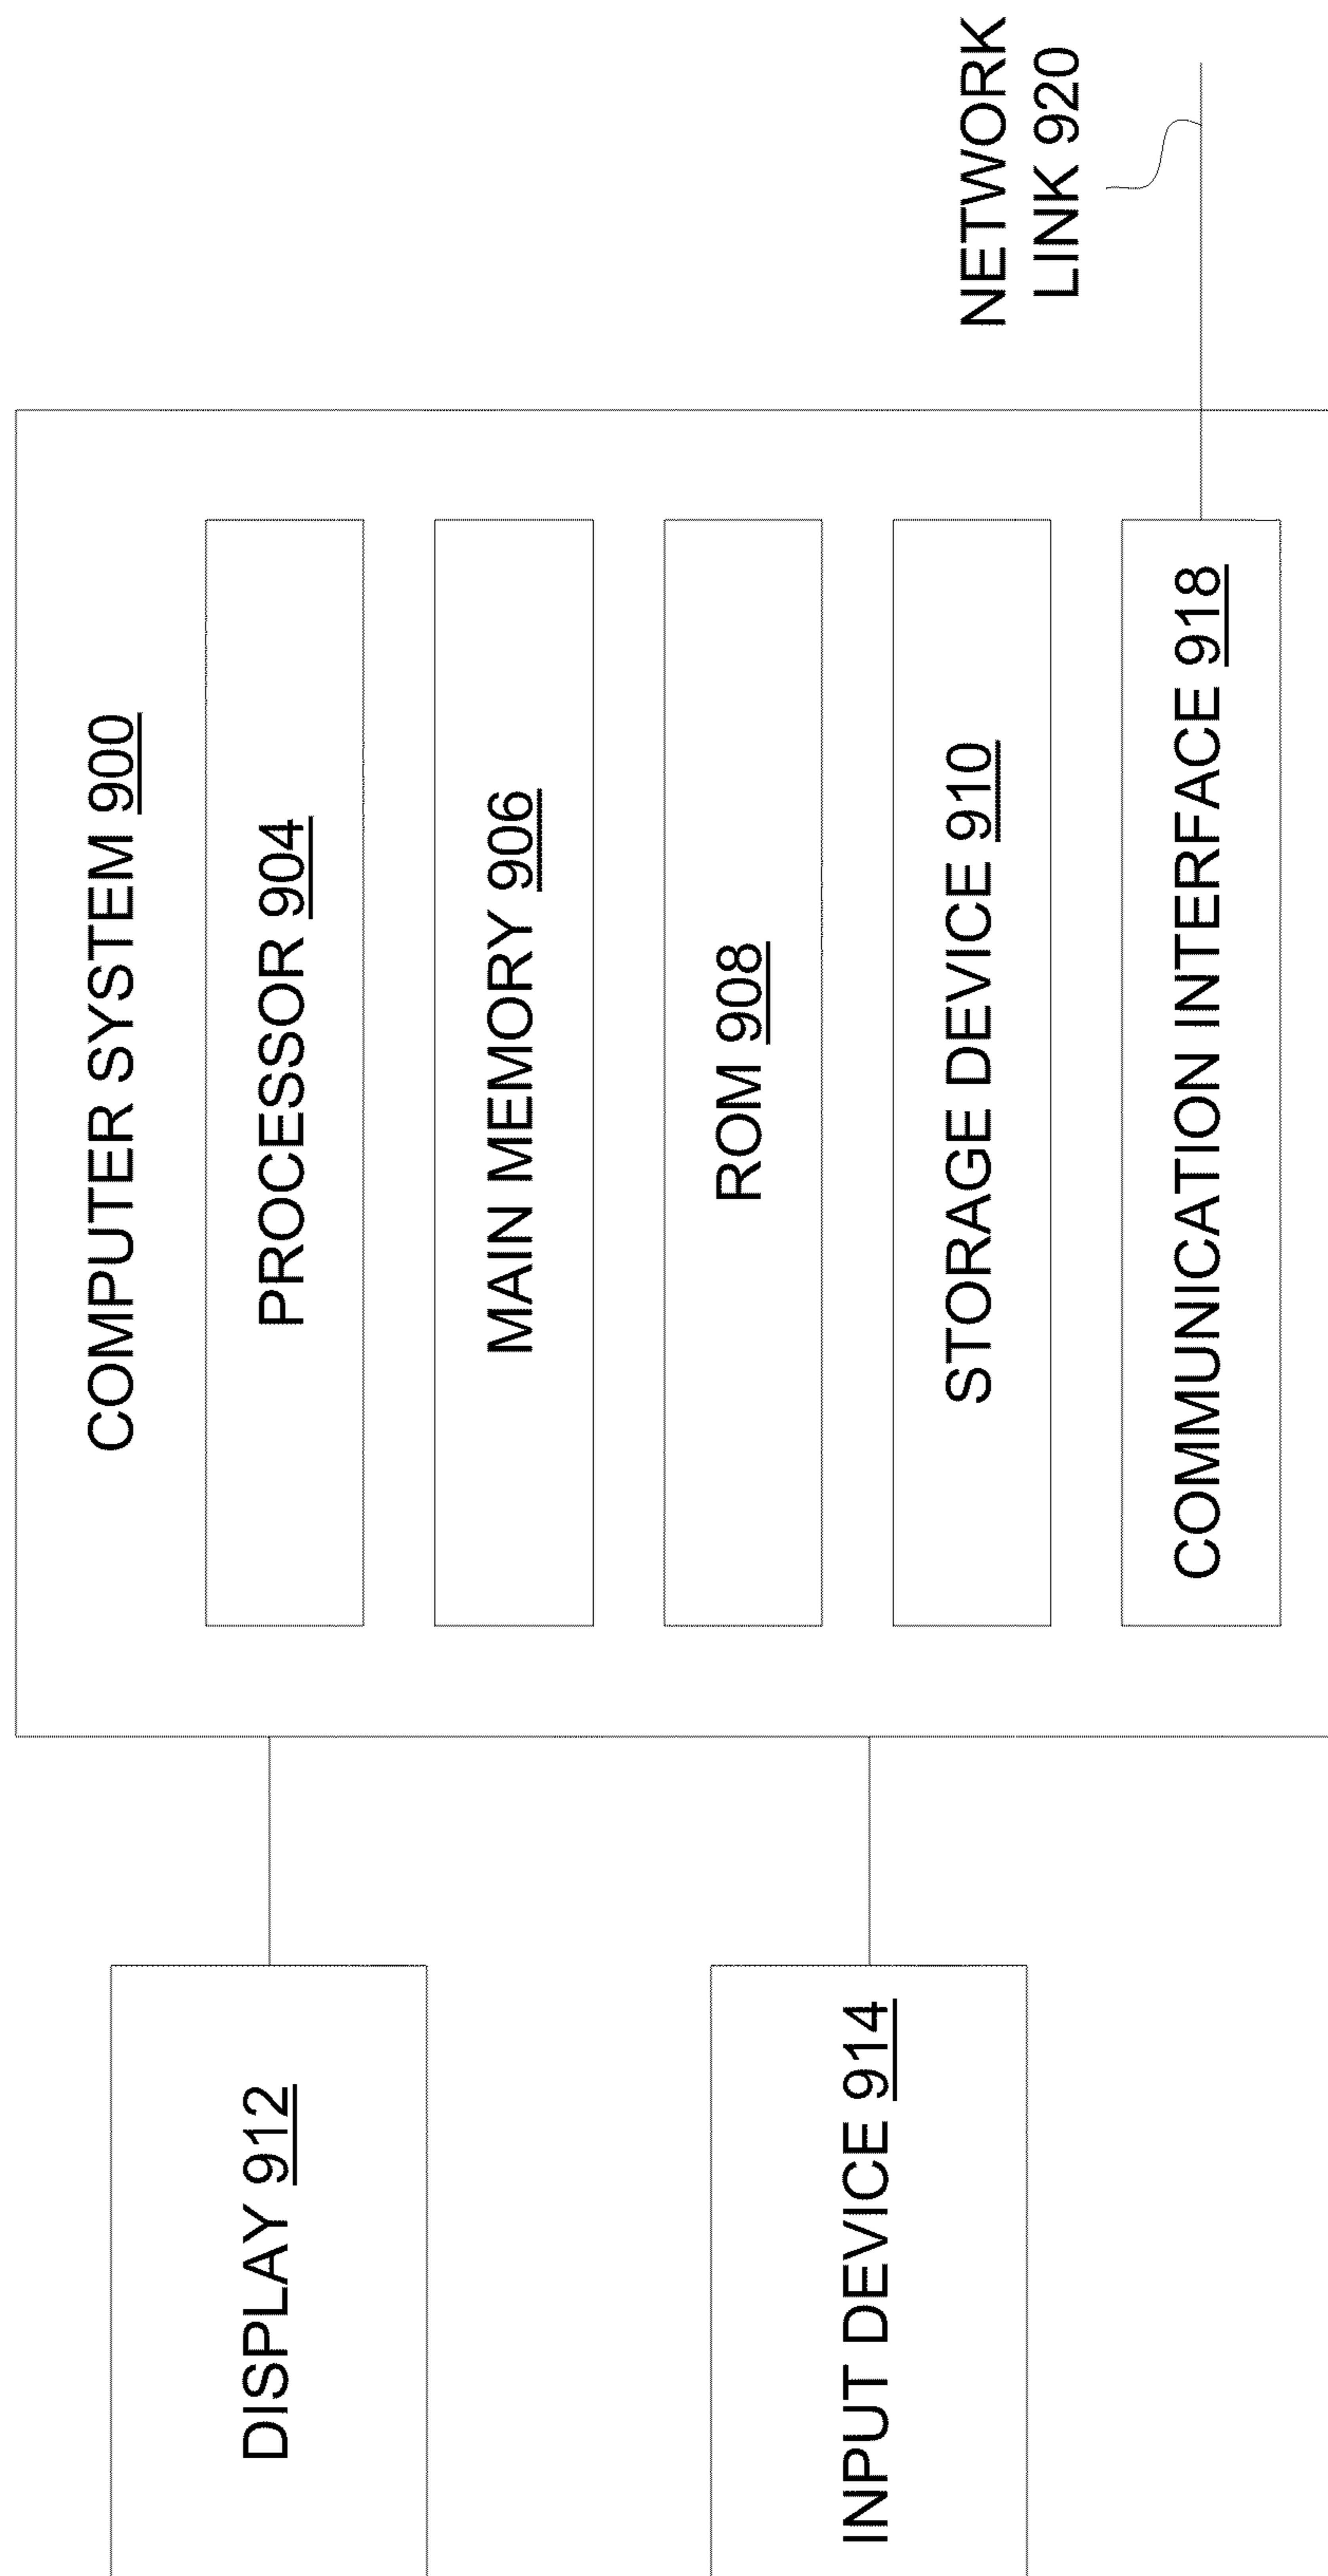 COMPUTER SYSTEM 900
PROCESSOR 904
MAIN MEMORY 906
ROM 908
STORAGE DEVICE 910
COMMUNICATION INTERFACE 918
DISPLAY 912
INPUT DEVICE 914
NETWORK
LINK 920